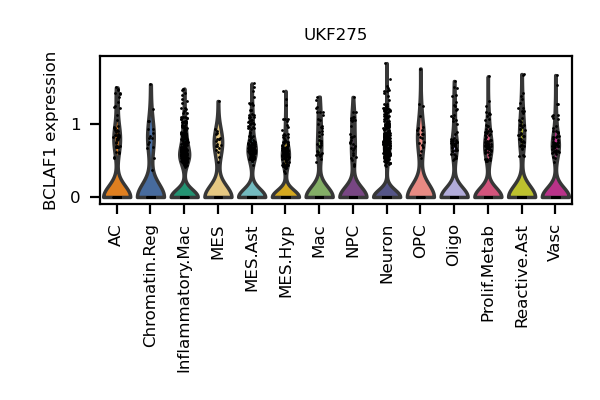 UKF275
BCLAF1 expression
1
0
AC
Chromatin.Reg
Inflammatory.Mac
MES
MES.Ast
MES.Hyp
Mac
NPC
Neuron
OPC
Oligo
Prolif.Metab
Reactive.Ast
Vasc